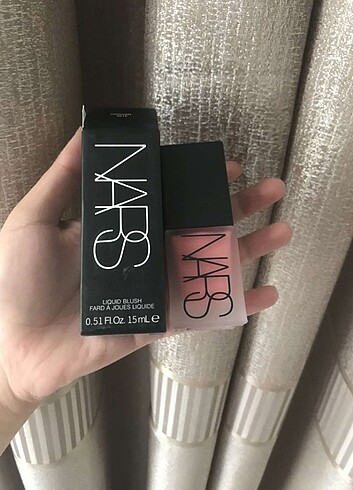 NARS
LIQUID BLUSH
FARD À JOUES LIQUIDE
0.51 Fl.Oz. 15ml e
NARS